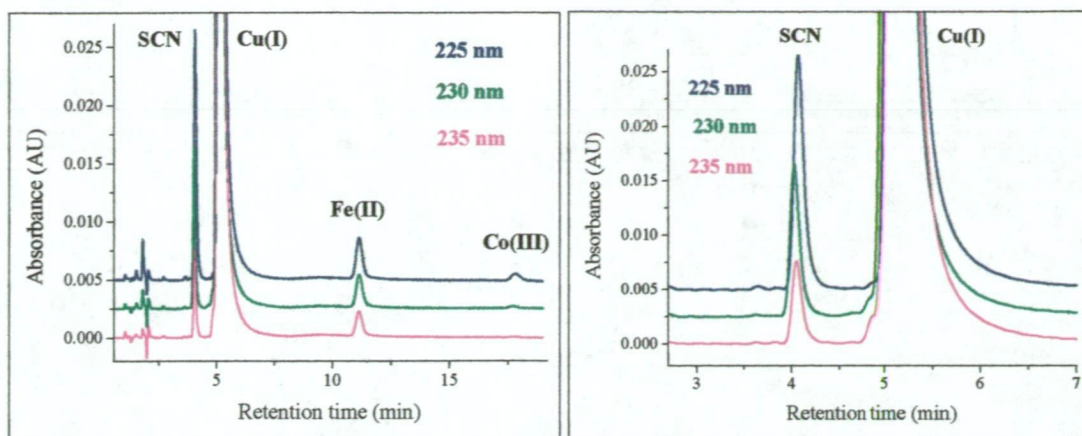 SCN
Cu(I)
225 nm
230 nm
235 nm
Fe(II)
Co(III)
0.025
0.020
0.015
0.010
0.005
0.000
Absorbance (AU)
5
10
15
Retention time (min)
SCN
Cu(I)
225 nm
230 nm
235 nm
0.025
0.020
0.015
0.010
0.005
0.000
Absorbance (AU)
3
4
5
6
7
Retention time (min)